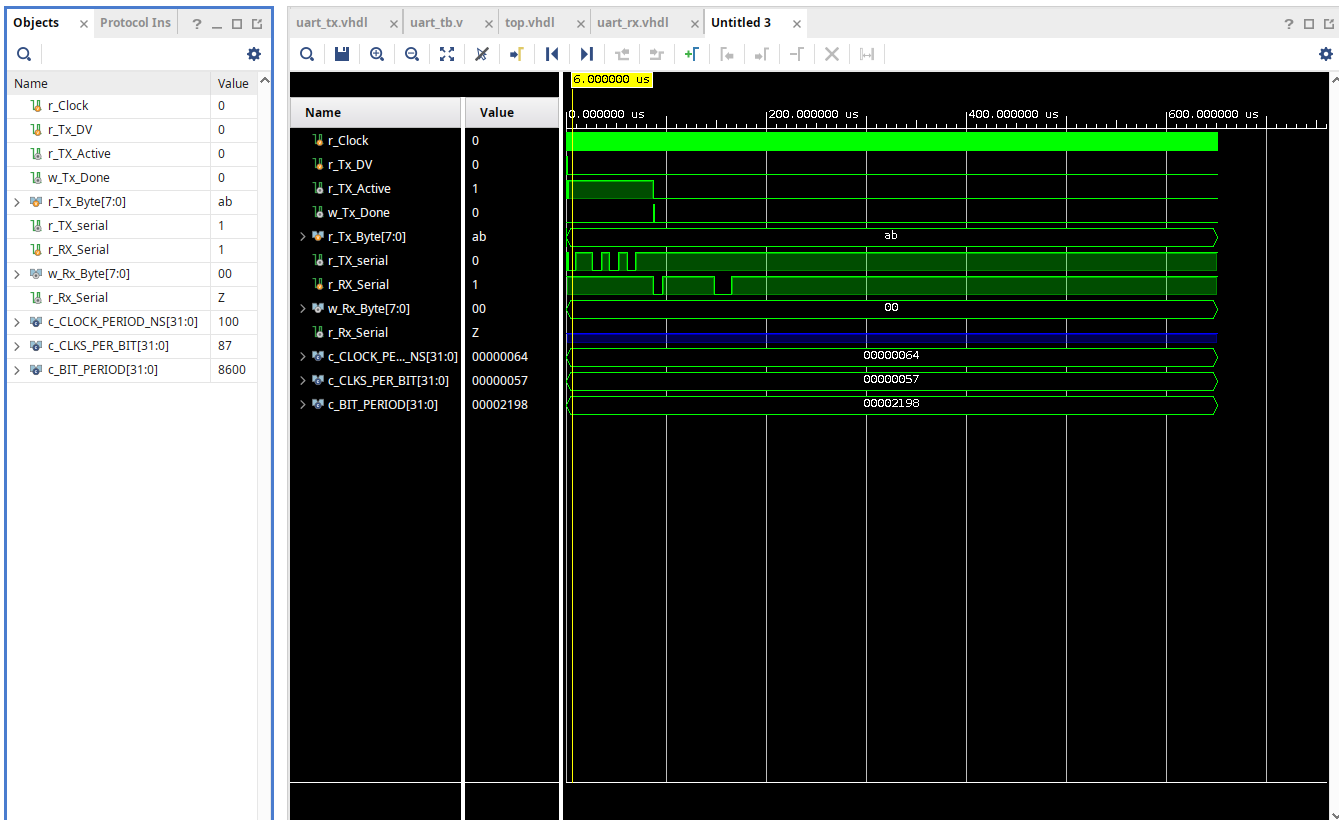 Objects × Protocol Ins ?
Name Value
r_Clock 0
r_Tx_DV 0
r_TX_Active 0
w_Tx_Done 0
r_Tx_Byte[7:0] ab
r_TX_serial 1
r_RX_Serial 1
w_Rx_Byte[7:0] 00
r_Rx_Serial Z
c_CLOCK_PERIOD_NS[31:0] 100
c_CLKS_PER_BIT[31:0] 87
c_BIT_PERIOD[31:0] 8600
uart_tx.vhdl × uart_tb.v × top.vhdl × uart_rx.vhdl × Untitled 3 × ?
6.000000 us
Name Value
0.000000 us 200.000000 us 400.000000 us 600.000000 us
r_Clock 0
r_Tx_DV 0
r_TX_Active 1
w_Tx_Done 0
r_Tx_Byte[7:0] ab ab
r_TX_serial 0
r_RX_Serial 1
w_Rx_Byte[7:0] 00 00
r_Rx_Serial Z
c_CLOCK_PE..._NS[31:0] 00000064 00000064
c_CLKS_PER_BIT[31:0] 00000057 00000057
c_BIT_PERIOD[31:0] 00002198 00002198